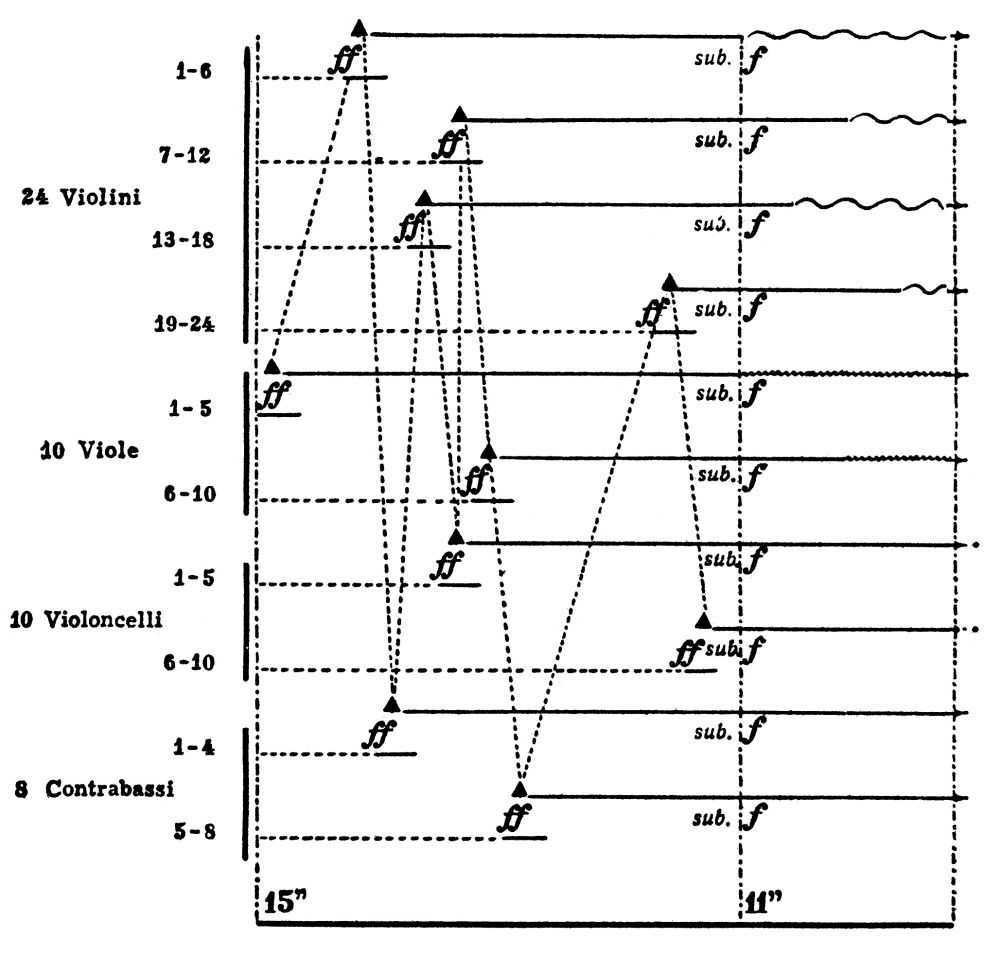 ff
sub. f
1-6
ff
sub. f
7-12
24 Violini
ff
sub. f
13-18
ff
sub. f
19-24
ff
sub. f
1-5
10 Viole
ff
sub. f
6-10
ff
sub. f
1-5
10 Violoncelli
ff sub. f
6-10
ff
sub. f
1-4
8 Contrabassi
ff
sub. f
5-8
15” 11”